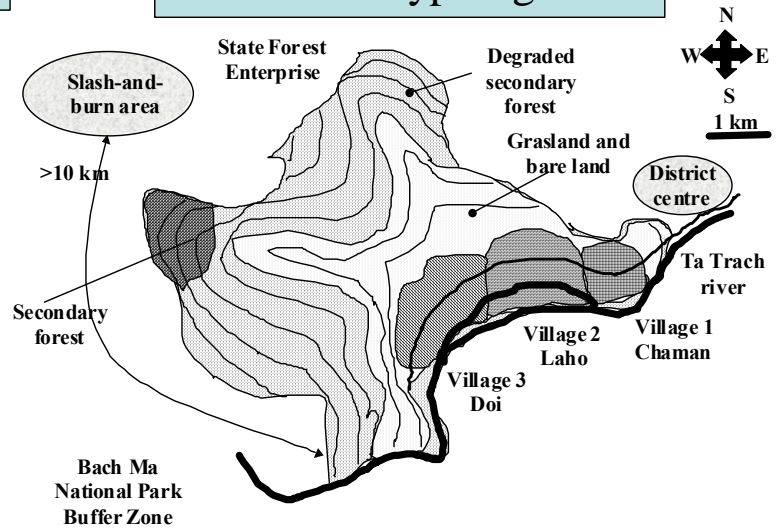 State Forest
Enterprise
Slash-and-
burn area
Degraded
secondary
forest
N
W
E
S
1 km
>10 km
Grasland and
bare land
District
centre
Ta Trach
river
Secondary
forest
Village 1
Chaman
Village 2
Laho
Village 3
Doi
Bach Ma
National Park
Buffer Zone